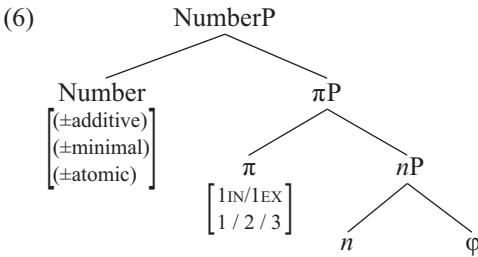 (6)
NumberP
Number
πP
(±additive)
(±minimal)
(±atomic)
π
nP
1IN/1EX
1 / 2 / 3
n
φ